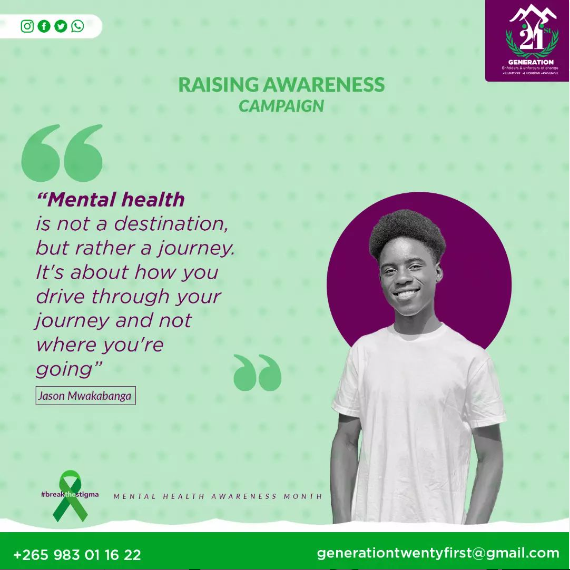 21st
GENERATION
RAISING AWARENESS
CAMPAIGN
“Mental health
is not a destination,
but rather a journey.
It's about how you
drive through your
journey and not
where you're
going”
Jason Mwakabanga
#breakthestigma
MENTAL HEALTH AWARENESS MONTH
+265 983 01 16 22
generationtwentyfirst@gmail.com